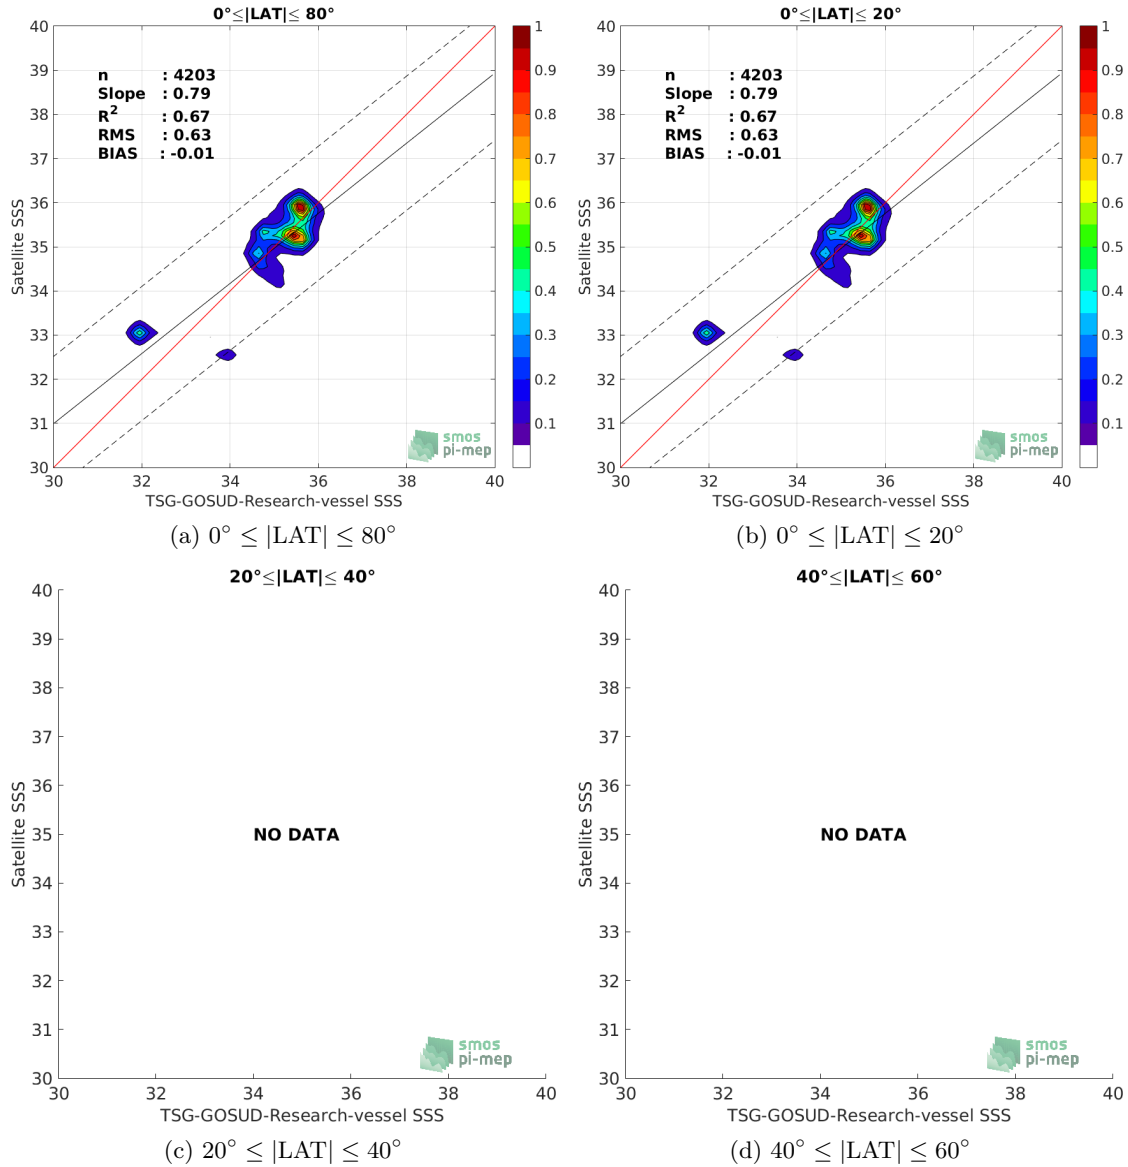 0°≤|LAT|≤ 80°
40
39
38
37
36
35
34
33
32
31
30
Satellite SSS
n : 4203
Slope : 0.79
R² : 0.67
RMS : 0.63
BIAS : -0.01
smos
pi-mep
30 32 34 36 38 40
TSG-GOSUD-Research-vessel SSS
1
0.9
0.8
0.7
0.6
0.5
0.4
0.3
0.2
0.1
(a) 0° ≤ |LAT| ≤ 80°
0°≤|LAT|≤ 20°
40
39
38
37
36
35
34
33
32
31
30
Satellite SSS
n : 4203
Slope : 0.79
R² : 0.67
RMS : 0.63
BIAS : -0.01
smos
pi-mep
30 32 34 36 38 40
TSG-GOSUD-Research-vessel SSS
1
0.9
0.8
0.7
0.6
0.5
0.4
0.3
0.2
0.1
(b) 0° ≤ |LAT| ≤ 20°
20°≤|LAT|≤ 40°
40
39
38
37
36
35
34
33
32
31
30
Satellite SSS
NO DATA
smos
pi-mep
30 32 34 36 38 40
TSG-GOSUD-Research-vessel SSS
(c) 20° ≤ |LAT| ≤ 40°
40°≤|LAT|≤ 60°
40
39
38
37
36
35
34
33
32
31
30
Satellite SSS
NO DATA
smos
pi-mep
30 32 34 36 38 40
TSG-GOSUD-Research-vessel SSS
(d) 40° ≤ |LAT| ≤ 60°